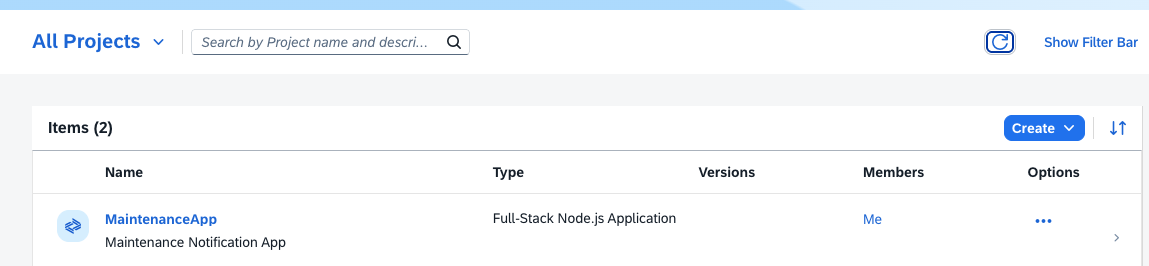 All Projects
Search by Project name and descri...
Show Filter Bar
Items (2)
Create
Name Type Versions Members Options
MaintenanceApp Full-Stack Node.js Application Me
Maintenance Notification App